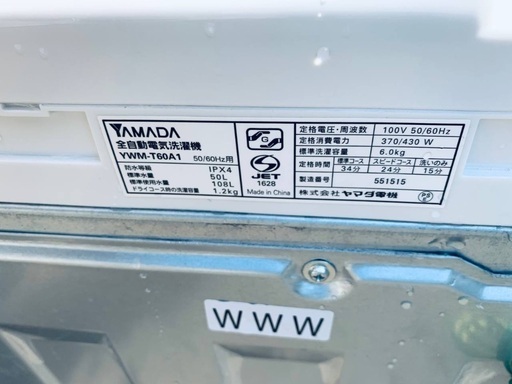 YAMADA
全自動電気洗濯機
YWM-T60A1 50/60Hz用
防水等級 IPX4
標準水量 50L
標準使用水量 108L
ドライコース時の洗濯容量 1.2kg
JET
1628
Made in China
定格電圧・周波数 100V 50/60Hz
定格消費電力 370/430 W
標準洗濯容量 6.0kg
定格時間 標準コース スピードコース 洗いのみ
34分 24分 15分
製造番号 551515
株式会社 ヤマダ電機
WWW